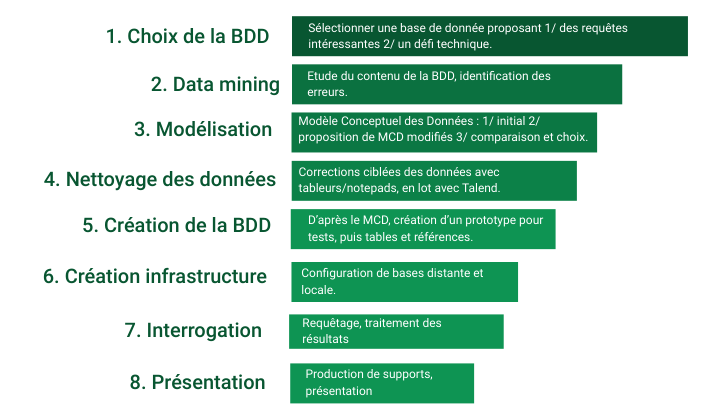 1. Choix de la BDD
Sélectionner une base de donnée proposant 1/ des requêtes
intéressantes 2/ un défi technique.
2. Data mining
Etude du contenu de la BDD, identification des
erreurs.
3. Modélisation
Modèle Conceptuel des Données : 1/ initial 2/
proposition de MCD modifiés 3/ comparaison et choix.
4. Nettoyage des données
Corrections ciblées des données avec
tableurs/notepads, en lot avec Talend.
5. Création de la BDD
D’après le MCD, création d’un prototype pour
tests, puis tables et références.
6. Création infrastructure
Configuration de bases distante et
locale.
7. Interrogation
Requêtage, traitement des
résultats
8. Présentation
Production de supports,
présentation